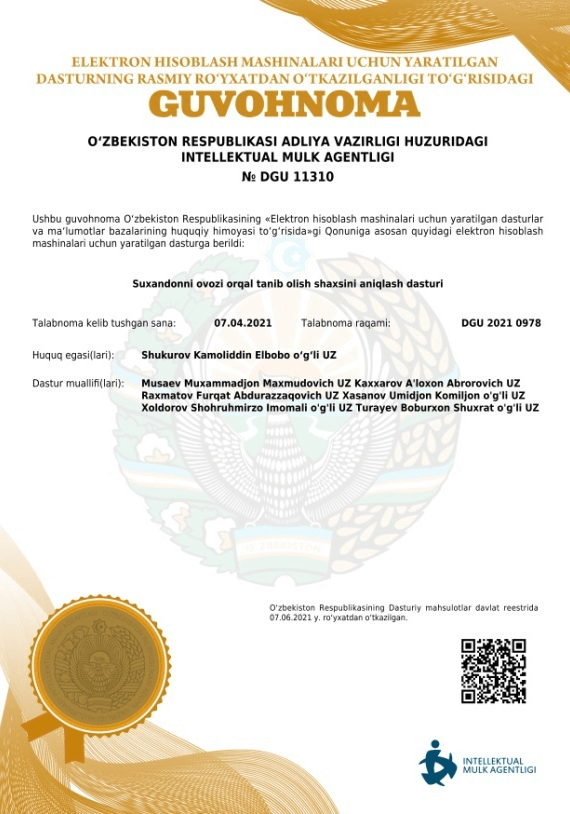 ELEKTRON HISOBLASH MASHINALARI UCHUN YARATILGAN
DASTURNING RASMIY RO‘YXATDAN O‘TKAZILGANLIGI TO‘G‘RISIDAGI
GUVOHNOMA
O‘ZBEKISTON RESPUBLIKASI ADLIYA VAZIRLIGI HUZURIDAGI
INTELLEKTUAL MULK AGENTLIGI
№ DGU 11310
Ushbu guvohnoma O‘zbekiston Respublikasining «Elektron hisoblash mashinalari uchun yaratilgan dasturlar
va ma’lumotlar bazalarining huquqiy himoyasi to‘g‘risida»gi Qonuniga asosan quyidagi elektron hisoblash
mashinalari uchun yaratilgan dasturga berildi:
Suxandonni ovozi orqal tanib olish shaxsini aniqlash dasturi
Talabnoma kelib tushgan sana: 07.04.2021 Talabnoma raqami: DGU 2021 0978
Huquq egasi(lari): Shukurov Kamoliddin Elbobo o‘g‘li UZ
Dastur muallifi(lari): Musaev Muxammadjon Maxmudovich UZ Kaxxarov A'loxon Abrorovich UZ
Raxmatov Furqat Abdurazzaqovich UZ Xasanov Umidjon Komiljon o'g'li UZ
Xoldorov Shohruhmirzo Imomali o'g'li UZ Turayev Boburxon Shuxrat o'g'li UZ
O‘ZBEKISTON
O‘zbekiston Respublikasining Dasturiy mahsulotlar davlat reestrida
07.06.2021 y. ro‘yxatdan o‘tkazilgan.
INTELLEKTUAL
MULK AGENTLIGI